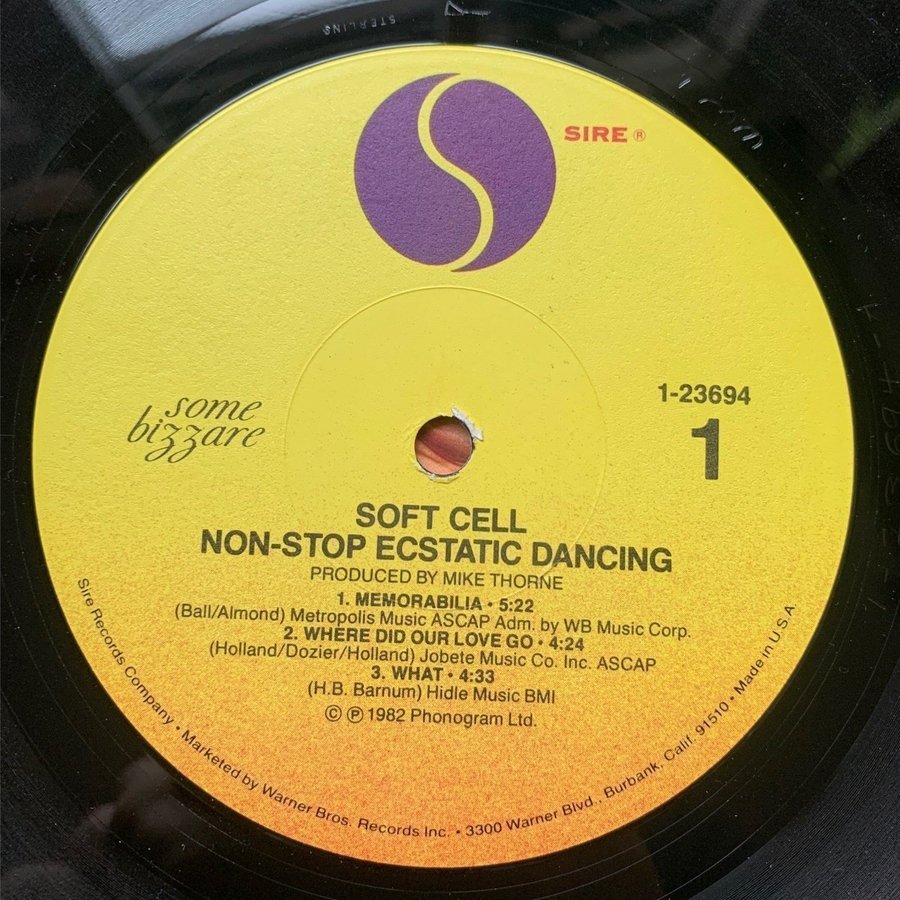 STERLING
SIRE ®
some
bizzare
1-23694
1
SOFT CELL
NON-STOP ECSTATIC DANCING
PRODUCED BY MIKE THORNE
1. MEMORABILIA • 5:22
(Ball/Almond) Metropolis Music ASCAP Adm. by WB Music Corp.
2. WHERE DID OUR LOVE GO • 4:24
(Holland/Dozier/Holland) Jobete Music Co. Inc. ASCAP
3. WHAT • 4:33
(H.B. Barnum) Hidle Music BMI
© ℗ 1982 Phonogram Ltd.
Sire Records Company • Marketed by Warner Bros. Records Inc. • 3300 Warner Blvd., Burbank, Calif. 91510 • Made in U.S.A.